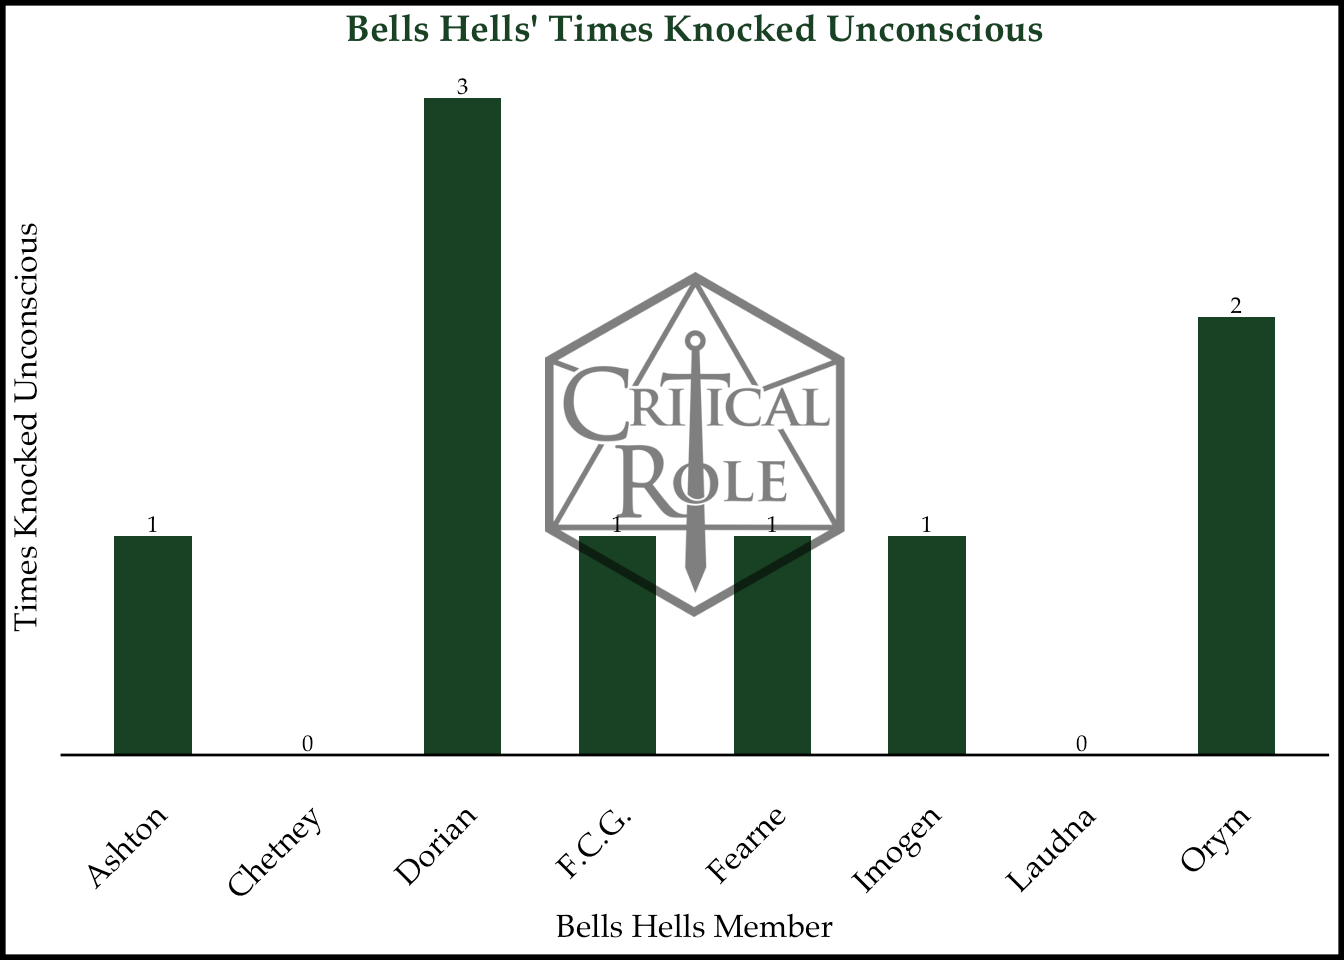 Bells Hells' Times Knocked Unconscious
Times Knocked Unconscious
3
2
1
1
1
1
0
0
CRITICAL
ROLE
Ashton
Chetney
Dorian
F.C.G.
Fearne
Imogen
Laudna
Orym
Bells Hells Member